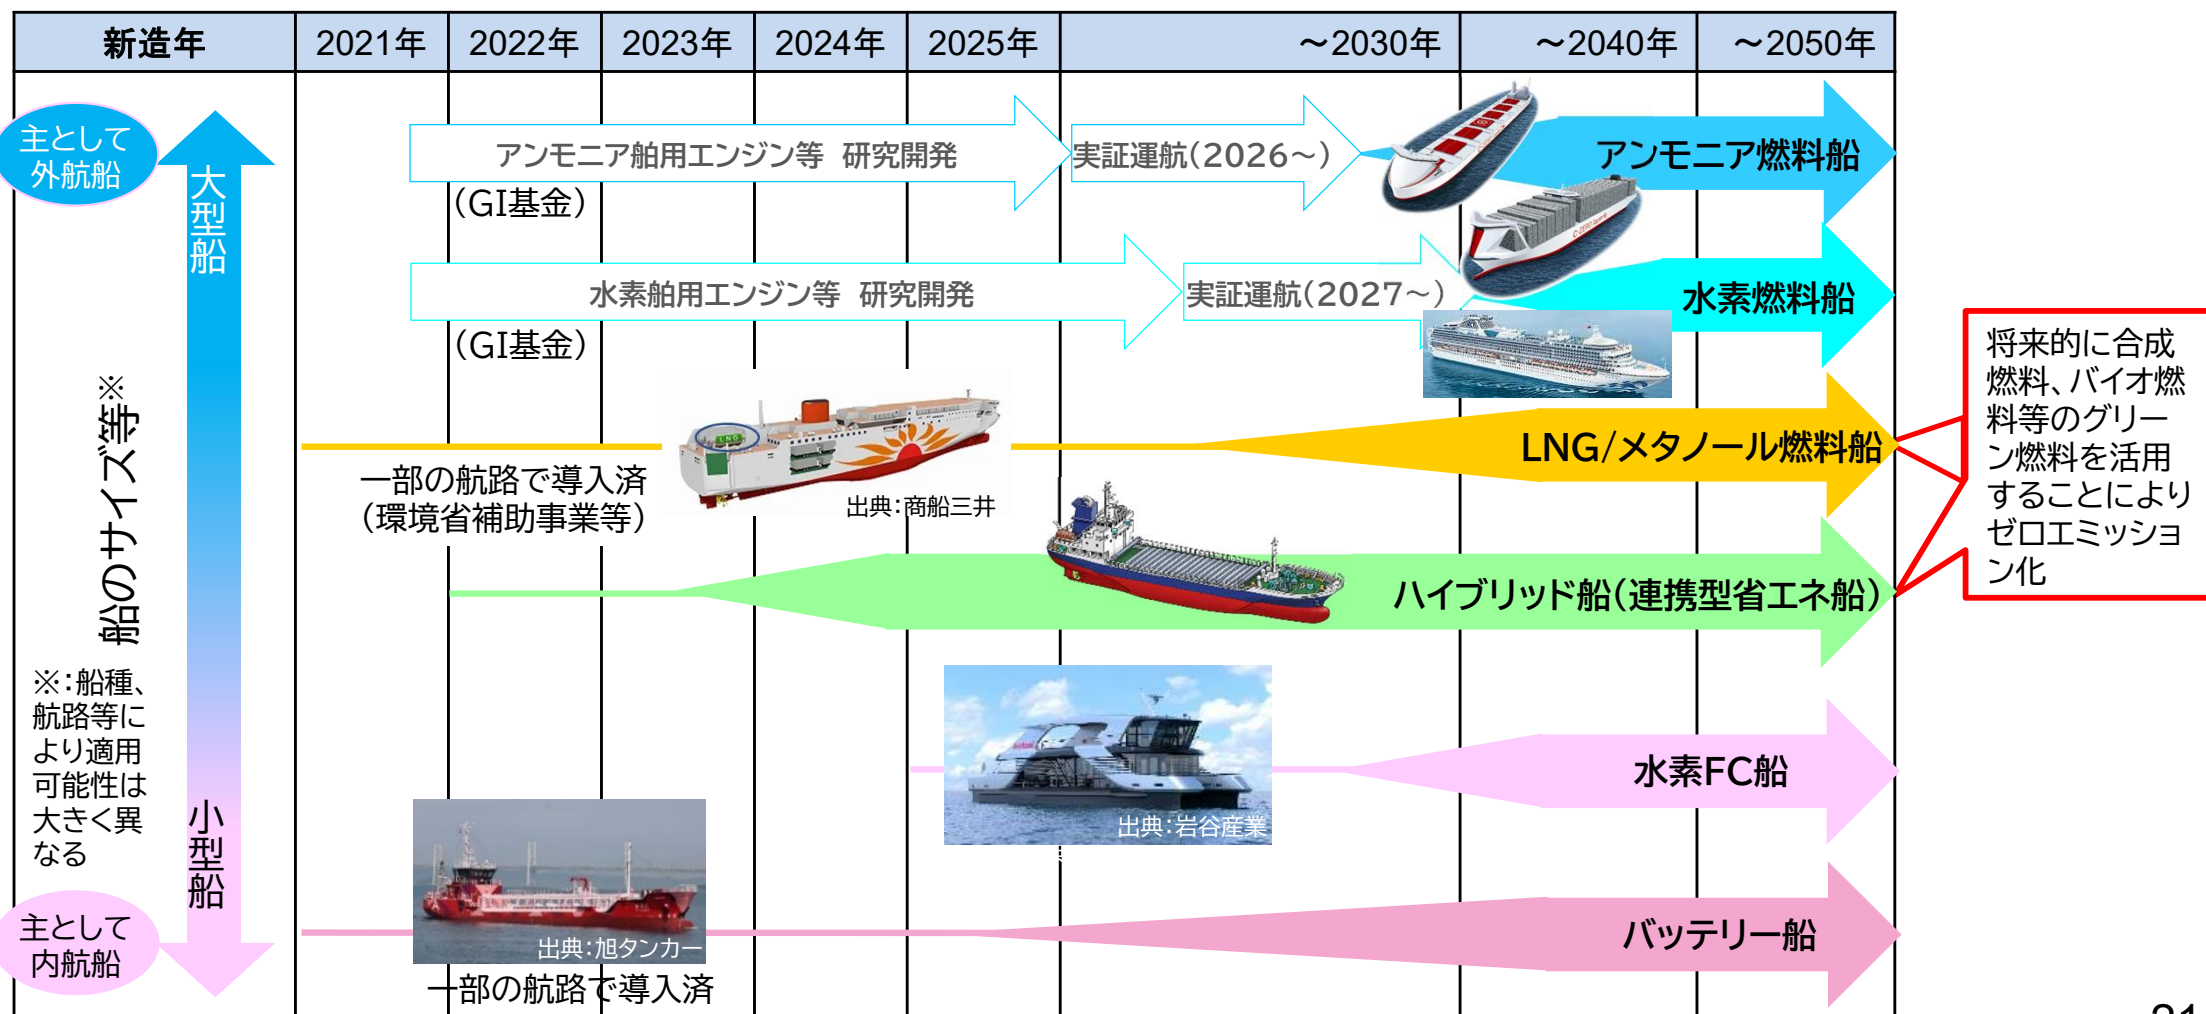 新造年 2021年 2022年 2023年 2024年 2025年 ～2030年 ～2040年 ～2050年
主として
外航船
大型船
船のサイズ等※
※：船種、
航路等に
より適用
可能性は
大きく異
なる
小型船
主として
内航船
アンモニア舶用エンジン等 研究開発
（GI基金）
実証運航（2026～）
アンモニア燃料船
水素舶用エンジン等 研究開発
（GI基金）
実証運航（2027～）
水素燃料船
LNG
一部の航路で導入済
（環境省補助事業等）
出典：商船三井
LNG/メタノール燃料船
ハイブリッド船（連携型省エネ船）
将来的に合成
燃料、バイオ燃
料等のグリー
ン燃料を活用
することにより
ゼロエミッショ
ン化
出典：岩谷産業
水素FC船
出典：旭タンカー
一部の航路で導入済
バッテリー船